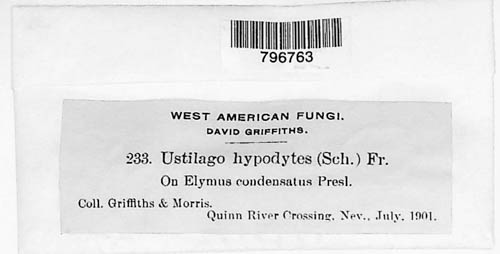 796763
WEST AMERICAN FUNGI.
DAVID GRIFFITHS.
233. Ustilago hypodytes (Sch.) Fr.
On Elymus condensatus Presl.
Coll. Griffiths & Morris.
Quinn River Crossing, Nev., July, 1901.